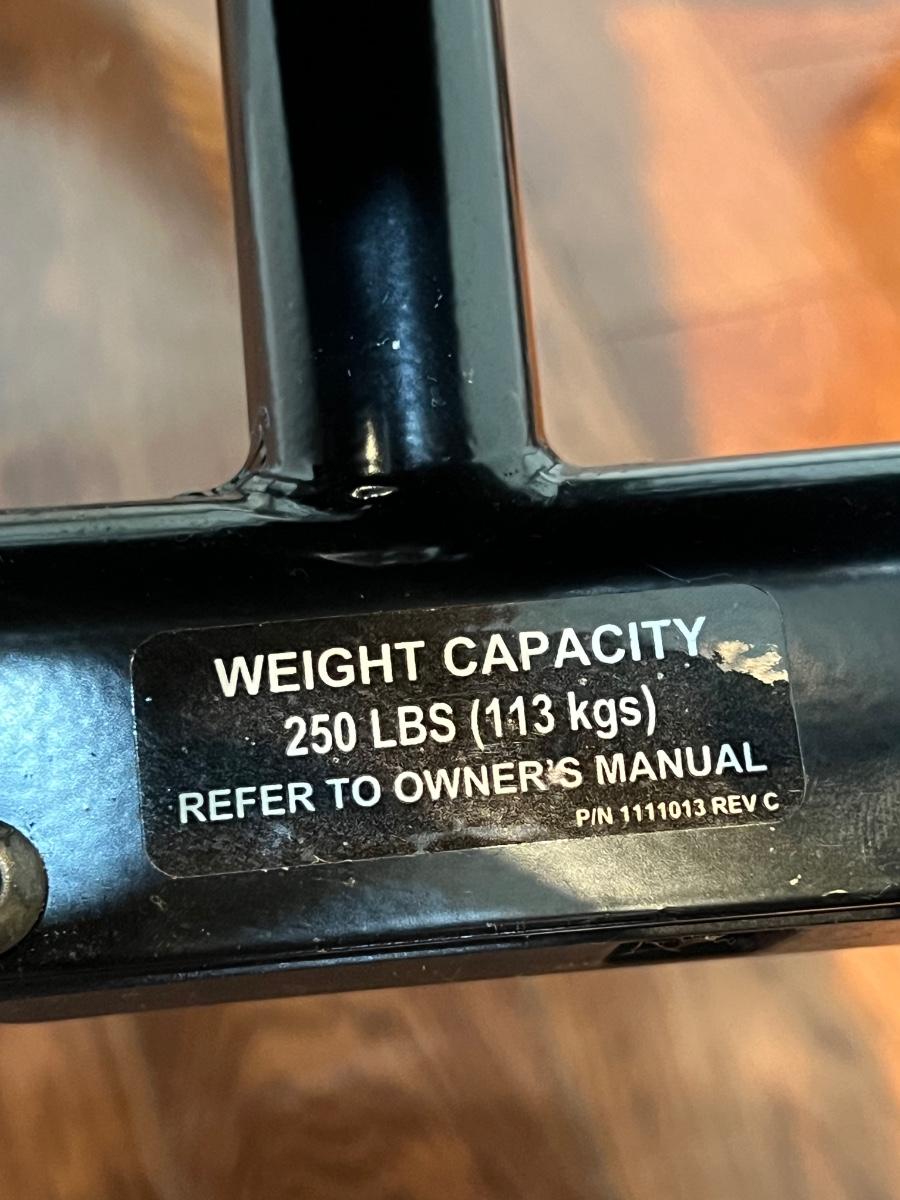 WEIGHT CAPACITY
250 LBS (113 kgs)
REFER TO OWNER'S MANUAL
P/N 1111013 REV C